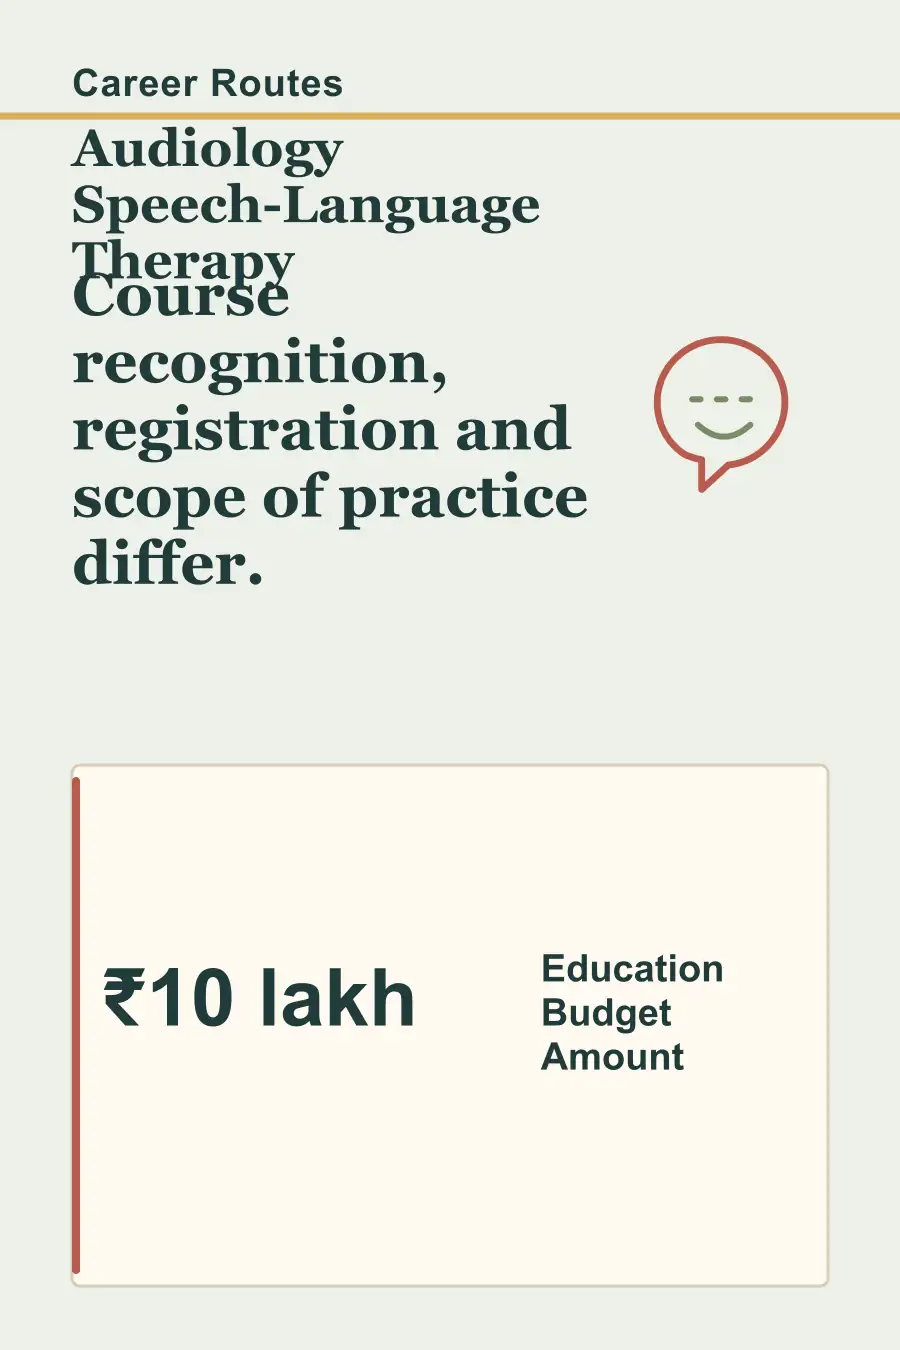 Career Routes
Audiology
Speech-Language
Therapy
Course
recognition,
registration and
scope of practice
differ.
₹10 lakh
Education
Budget
Amount